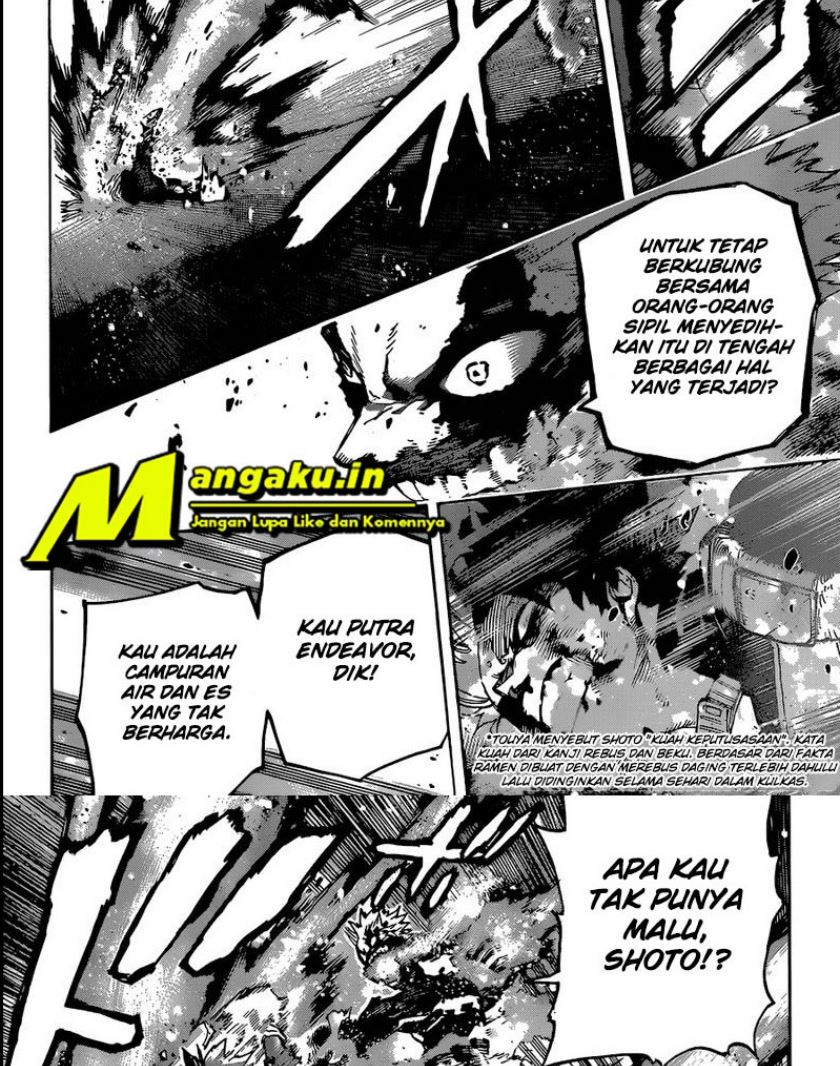 UNTUK TETAP
BERKUBUNG
BERSAMA
ORANG-ORANG
SIPIL MENYEDIH-
KAN ITU DI TENGAH
BERBAGAI HAL
YANG TERJADI?
Mangaku.in
Jangan Lupa Like dan Komennya
KAU PUTRA
ENDEAVOR,
DIK!
KAU ADALAH
CAMPURAN
AIR DAN ES
YANG TAK
BERHARGA.
*TOUYA MENYEBUT SHOTO "KUAH KEPUTUSASAAN". KATA
KUAH DARI KANJI REBUS DAN BEKU. BERDASAR DARI FAKTA
RAMEN DIBUAT DENGAN MEREBUS DAGING TERLEBIH DAHULU
LALU DIDINGINKAN SELAMA SEHARI DALAM KULKAS.
APA KAU
TAK PUNYA
MALU,
SHOTO!?